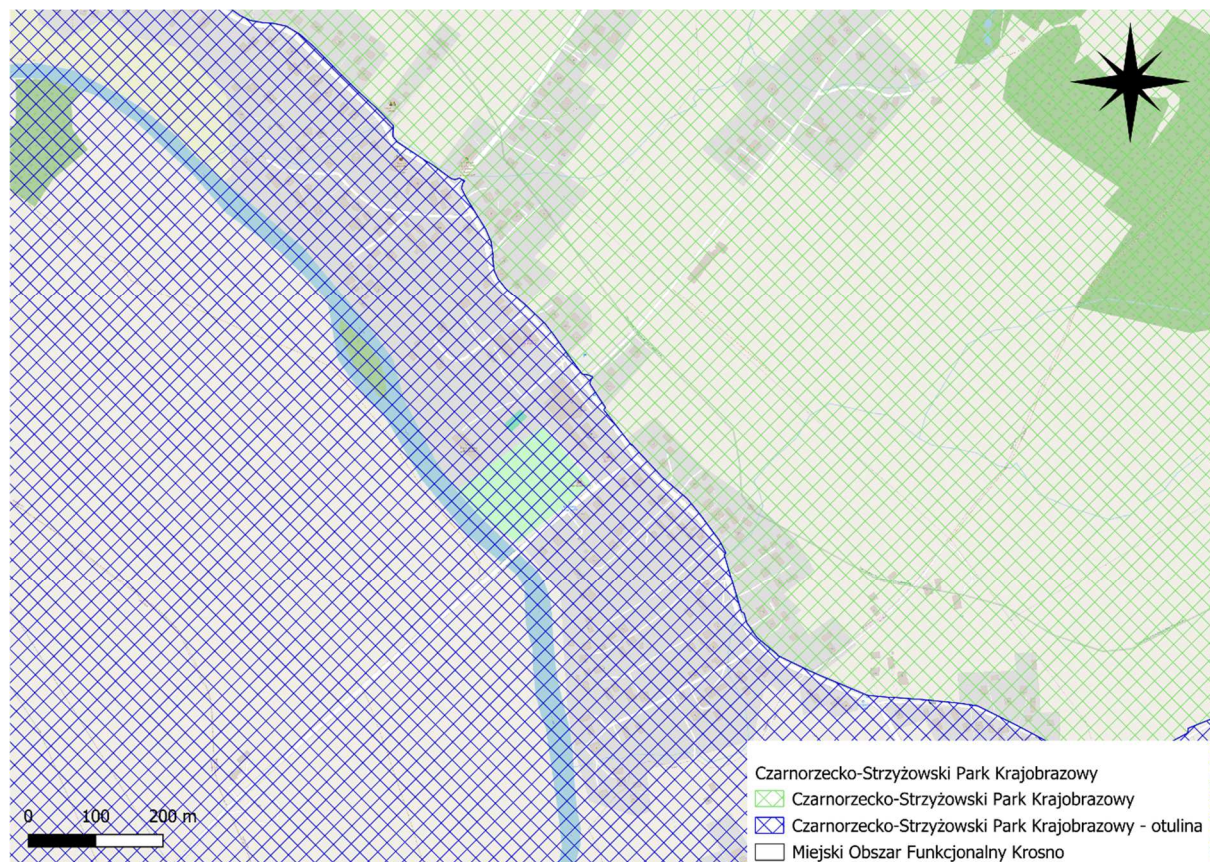 0 100 200 m
Czarnorzecko-Strzyżowski Park Krajobrazowy
Czarnorzecko-Strzyżowski Park Krajobrazowy
Czarnorzecko-Strzyżowski Park Krajobrazowy - otulina
Miejski Obszar Funkcjonalny Krosno